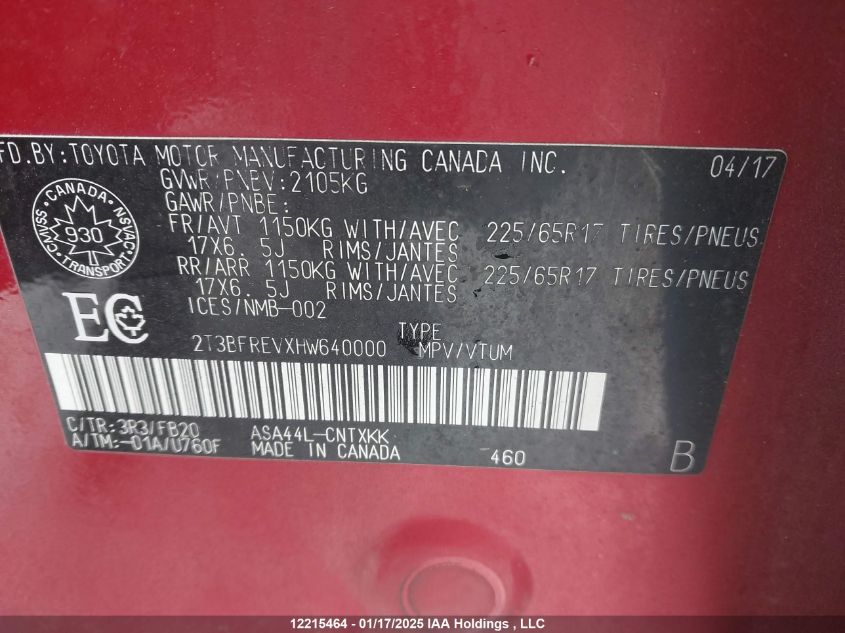 FD.BY:TOYOTA MOTOR MANUFACTURING CANADA INC. 04/17
GVWR/PNBV:2105KG
GAWR/PNBE:
FR/AVT 1150KG WITH/AVEC 225/65R17 TIRES/PNEUS
17X6.5J RIMS/JANTES
RR/ARR 1150KG WITH/AVEC 225/65R17 TIRES/PNEUS
17X6.5J RIMS/JANTES
ICES/NMB-002
CANADA
CMVSS 930 NSVAC
TRANSPORT
EC
TYPE
2T3BFREVXHW640000 MPV/VTUM
C/TR:3R3/FB20 ASA44L-CNTXKK
A/TM:-01A/U760F MADE IN CANADA 460 B
12215464 - 01/17/2025 IAA Holdings , LLC